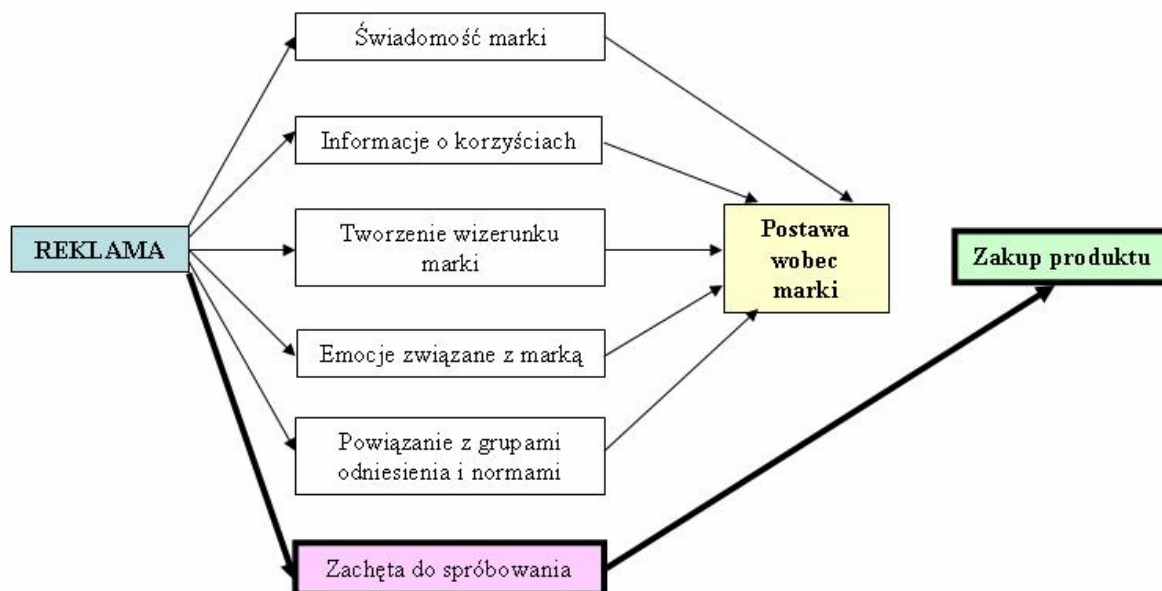 Świadomość marki
Informacje o korzyściach
REKLAMA
Tworzenie wizerunku
marki
Emocje związane z marką
Powiązanie z grupami
odniesienia i normami
Zachęta do spróbowania
Postawa
wobec
marki
Zakup produktu